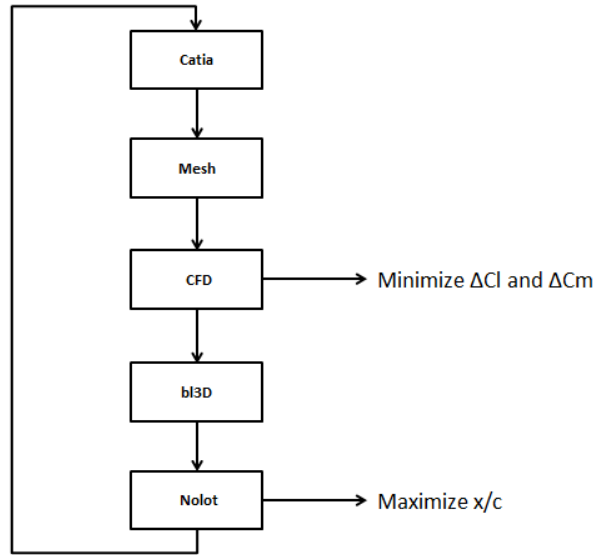 Catia
Mesh
CFD
Minimize ΔCl and ΔCm
bl3D
Nolot
Maximize x/c